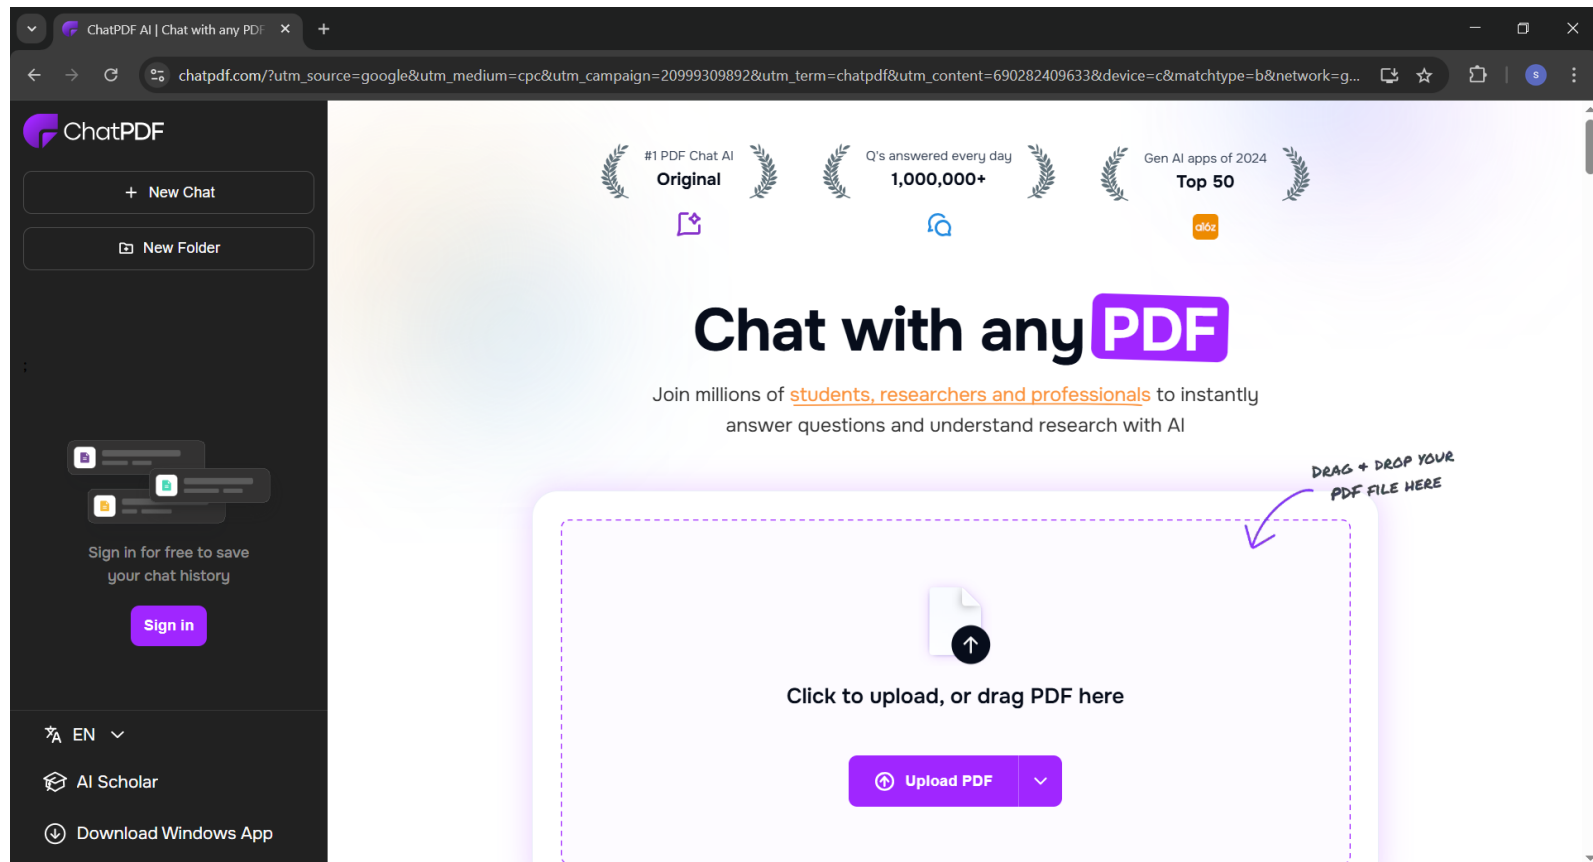 ChatPDF AI | Chat with any PDF
chatpdf.com/?utm_source=google&utm_medium=cpc&utm_campaign=20999309892&utm_term=chatpdf&utm_content=690282409633&device=c&matchtype=b&network=g...
S
ChatPDF
+ New Chat
New Folder
;
Sign in for free to save
your chat history
Sign in
EN
AI Scholar
Download Windows App
#1 PDF Chat AI
Original
Q's answered every day
1,000,000+
Gen AI apps of 2024
Top 50
a16z
Chat with any PDF
Join millions of students, researchers and professionals to instantly
answer questions and understand research with AI
DRAG + DROP YOUR
PDF FILE HERE
Click to upload, or drag PDF here
Upload PDF